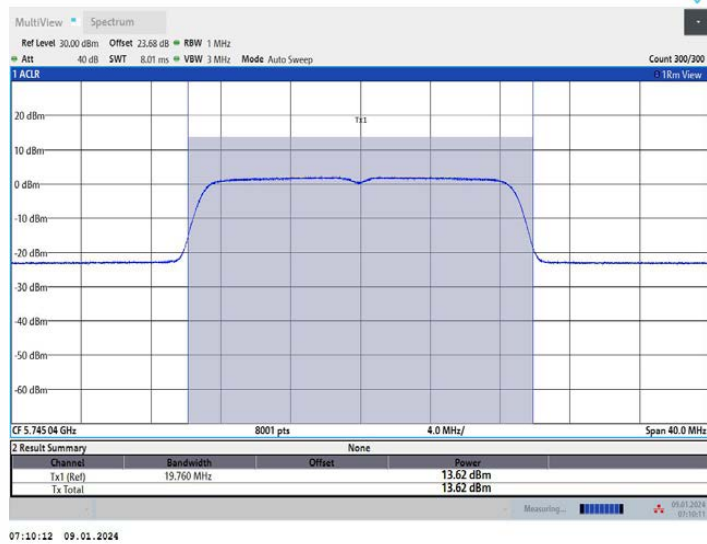 MultiView Spectrum
Ref Level 30.00 dBm Offset 23.68 dB RBW 1 MHz
Att 40 dB SWT 8.01 ms VBW 3 MHz Mode Auto Sweep Count 300/300
1 ACLR 1Rm View
Tx1
20 dBm
10 dBm
0 dBm
-10 dBm
-20 dBm
-30 dBm
-40 dBm
-50 dBm
-60 dBm
CF 5.745 04 GHz 8001 pts 4.0 MHz/ Span 40.0 MHz
2 Result Summary None
Channel Bandwidth Offset Power
Tx1 (Ref) 19.760 MHz 13.62 dBm
Tx Total 13.62 dBm
Measuring... 09.01.2024
07:10:11
07:10:12 09.01.2024